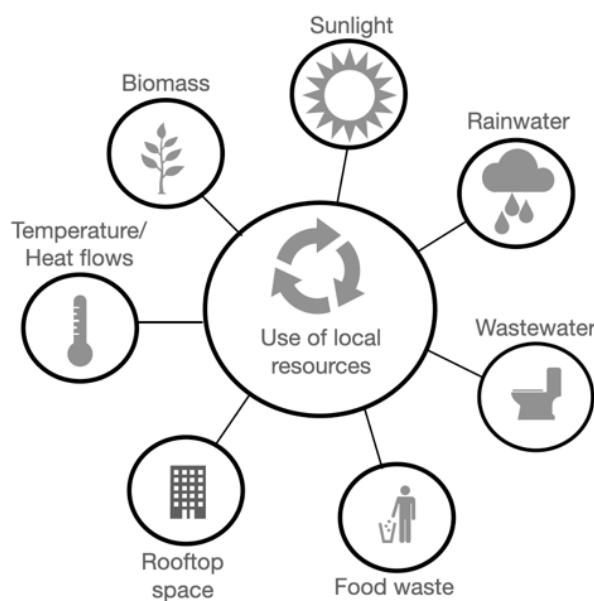 Sunlight
Biomass
Rainwater
Temperature/
Heat flows
Use of local
resources
Wastewater
Rooftop
space
Food waste